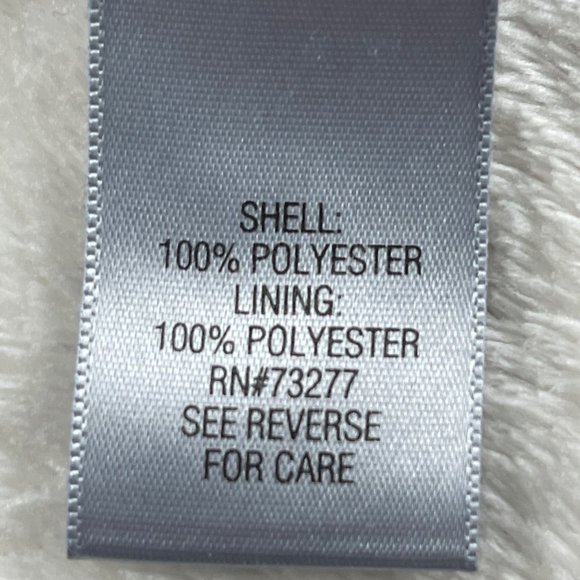 SHELL:
100% POLYESTER
LINING:
100% POLYESTER
RN#73277
SEE REVERSE
FOR CARE